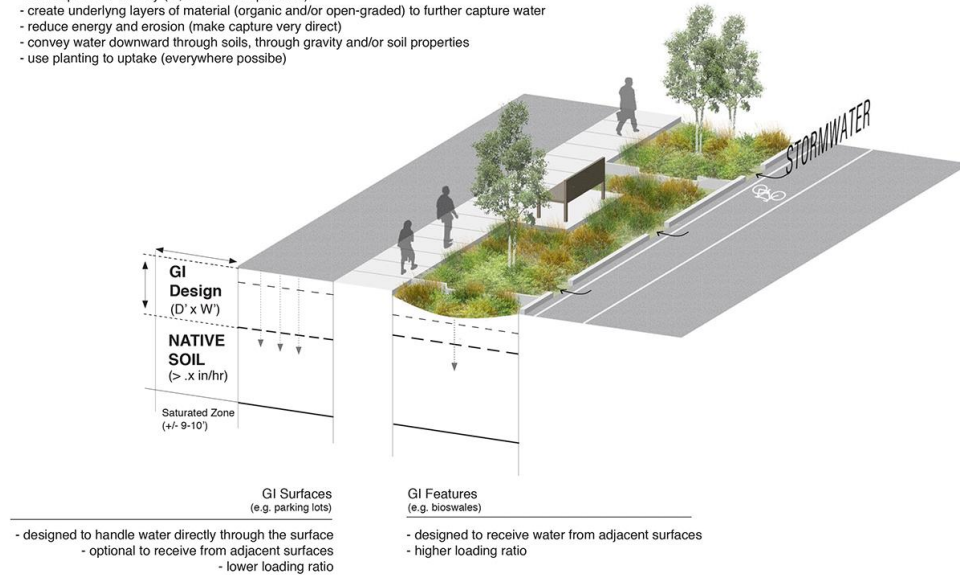 - create underlyng layers of material (organic and/or open-graded) to further capture water
- reduce energy and erosion (make capture very direct)
- convey water downward through soils, through gravity and/or soil properties
- use planting to uptake (everywhere possibe)
STORMWATER
GI
Design
(D' x W')
NATIVE
SOIL
(> .x in/hr)
Saturated Zone
(+/- 9-10')
GI Surfaces
(e.g. parking lots)
- designed to handle water directly through the surface
- optional to receive from adjacent surfaces
- lower loading ratio
GI Features
(e.g. bioswales)
- designed to receive water from adjacent surfaces
- higher loading ratio